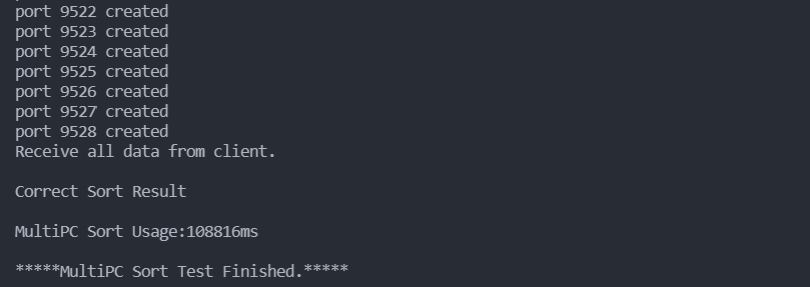 port 9522 created
port 9523 created
port 9524 created
port 9525 created
port 9526 created
port 9527 created
port 9528 created
Receive all data from client.
Correct Sort Result
MultiPC Sort Usage:108816ms
*****MultiPC Sort Test Finished.*****